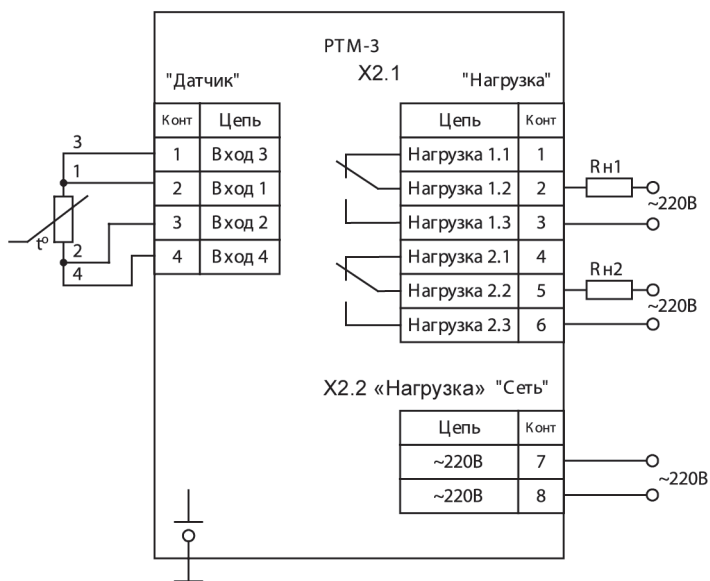 РТМ-3
X2.1
"Датчик"
"Нагрузка"
Конт Цепь
1 Вход 3
2 Вход 1
3 Вход 2
4 Вход 4
3
1
tº
2
4
Цепь Конт
Нагрузка 1.1 1
Нагрузка 1.2 2
Нагрузка 1.3 3
Нагрузка 2.1 4
Нагрузка 2.2 5
Нагрузка 2.3 6
Rн1
~220В
Rн2
~220В
X2.2 «Нагрузка» "Сеть"
Цепь Конт
~220В 7
~220В 8
~220В